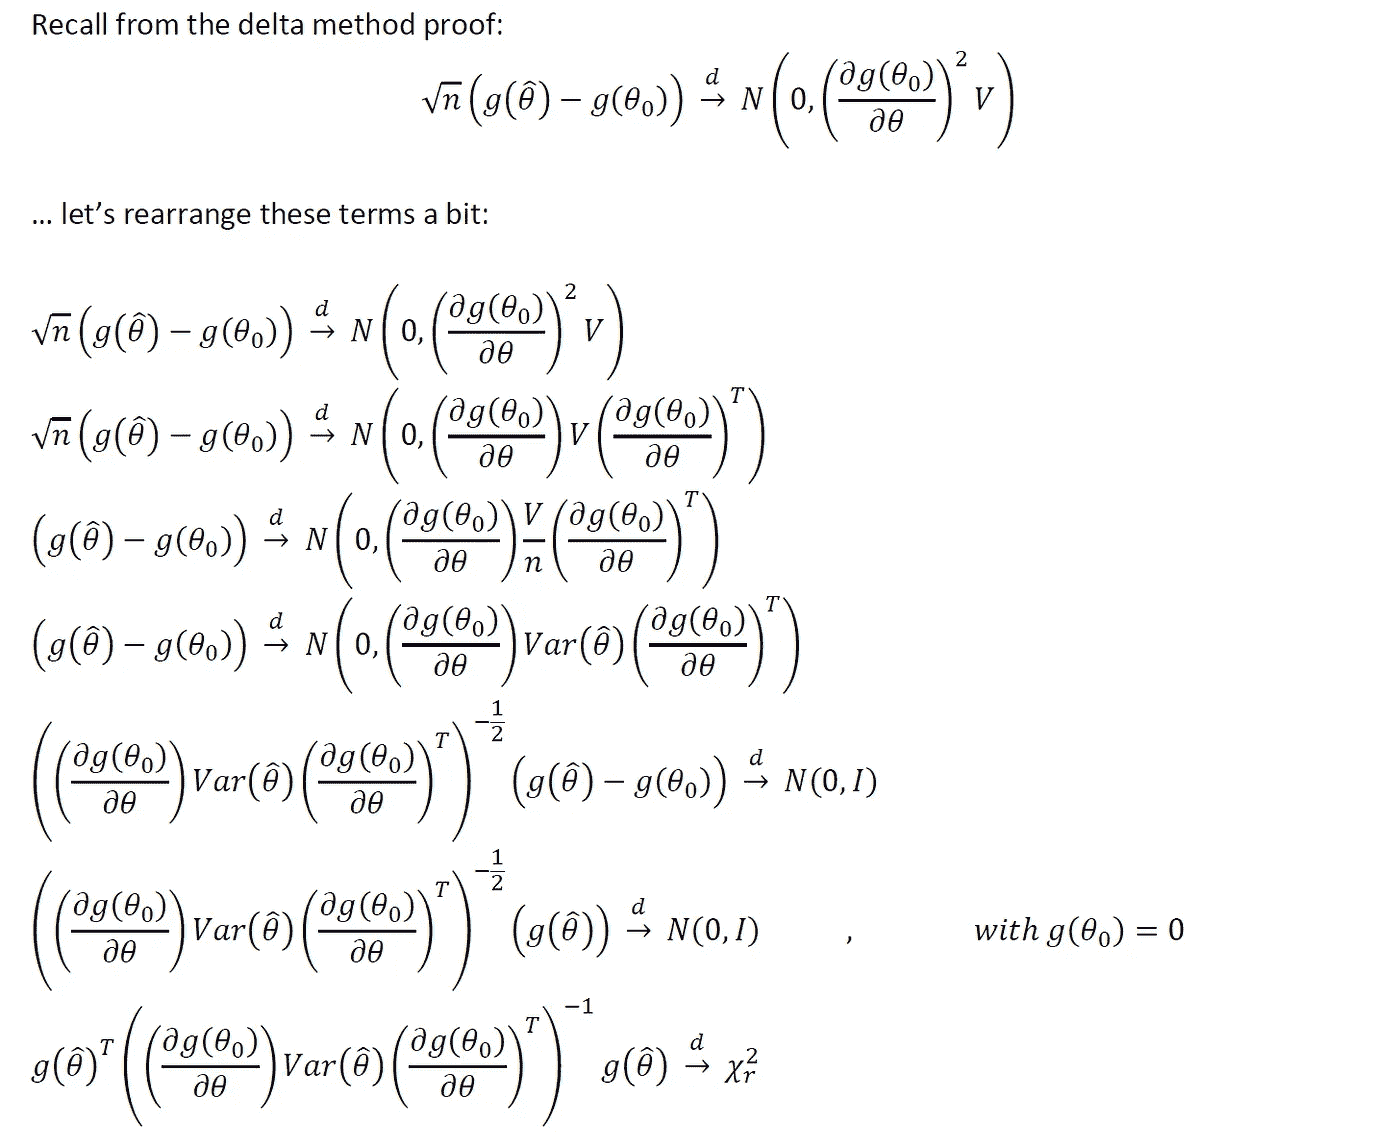 Recall from the delta method proof:
√n (g(θ̂) − g(θ₀)) →ᵈ N(0, (∂g(θ₀)/∂θ)² V)
... let’s rearrange these terms a bit:
√n (g(θ̂) − g(θ₀)) →ᵈ N(0, (∂g(θ₀)/∂θ)² V)
√n (g(θ̂) − g(θ₀)) →ᵈ N(0, (∂g(θ₀)/∂θ) V (∂g(θ₀)/∂θ)ᵀ)
(g(θ̂) − g(θ₀)) →ᵈ N(0, (∂g(θ₀)/∂θ) V/n (∂g(θ₀)/∂θ)ᵀ)
(g(θ̂) − g(θ₀)) →ᵈ N(0, (∂g(θ₀)/∂θ) Var(θ̂) (∂g(θ₀)/∂θ)ᵀ)
((∂g(θ₀)/∂θ) Var(θ̂) (∂g(θ₀)/∂θ)ᵀ)^(−1/2) (g(θ̂) − g(θ₀)) →ᵈ N(0, I)
((∂g(θ₀)/∂θ) Var(θ̂) (∂g(θ₀)/∂θ)ᵀ)^(−1/2) (g(θ̂)) →ᵈ N(0, I) , with g(θ₀) = 0
g(θ̂)ᵀ ((∂g(θ₀)/∂θ) Var(θ̂) (∂g(θ₀)/∂θ)ᵀ)^(−1) g(θ̂) →ᵈ χ²ᵣ